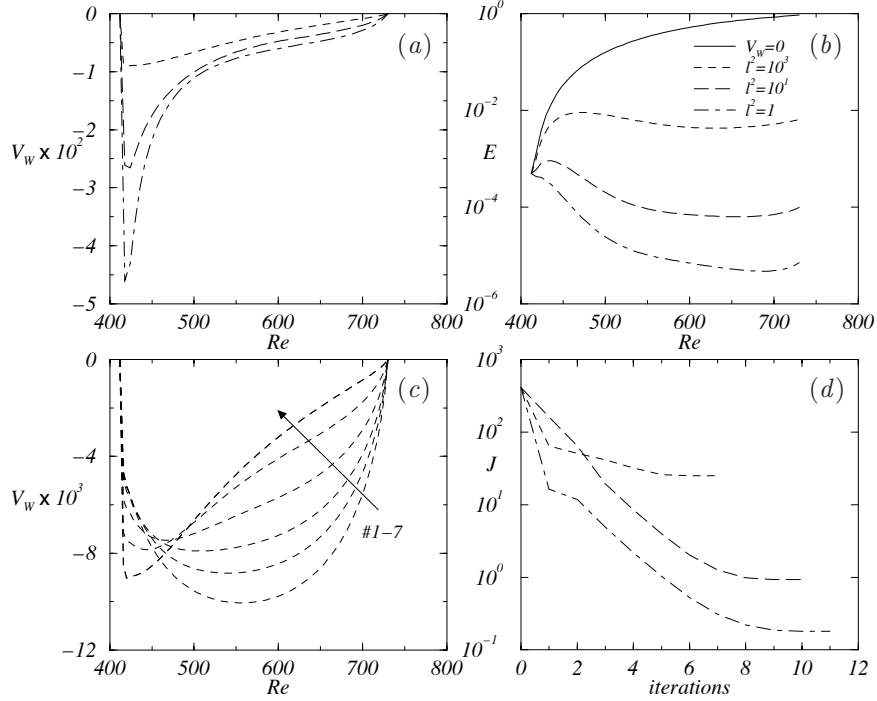 0
−1
−2
−3
−4
−5
V_W x 10^2
(a)
400 500 600 700 800
Re
10^0
10^−2
10^−4
10^−6
E
(b)
V_W=0
l^2=10^3
l^2=10^1
l^2=1
400 500 600 700 800
Re
0
−4
−8
−12
V_W x 10^3
(c)
#1−7
400 500 600 700 800
Re
10^3
10^2
10^1
10^0
10^−1
J
(d)
0 2 4 6 8 10 12
iterations